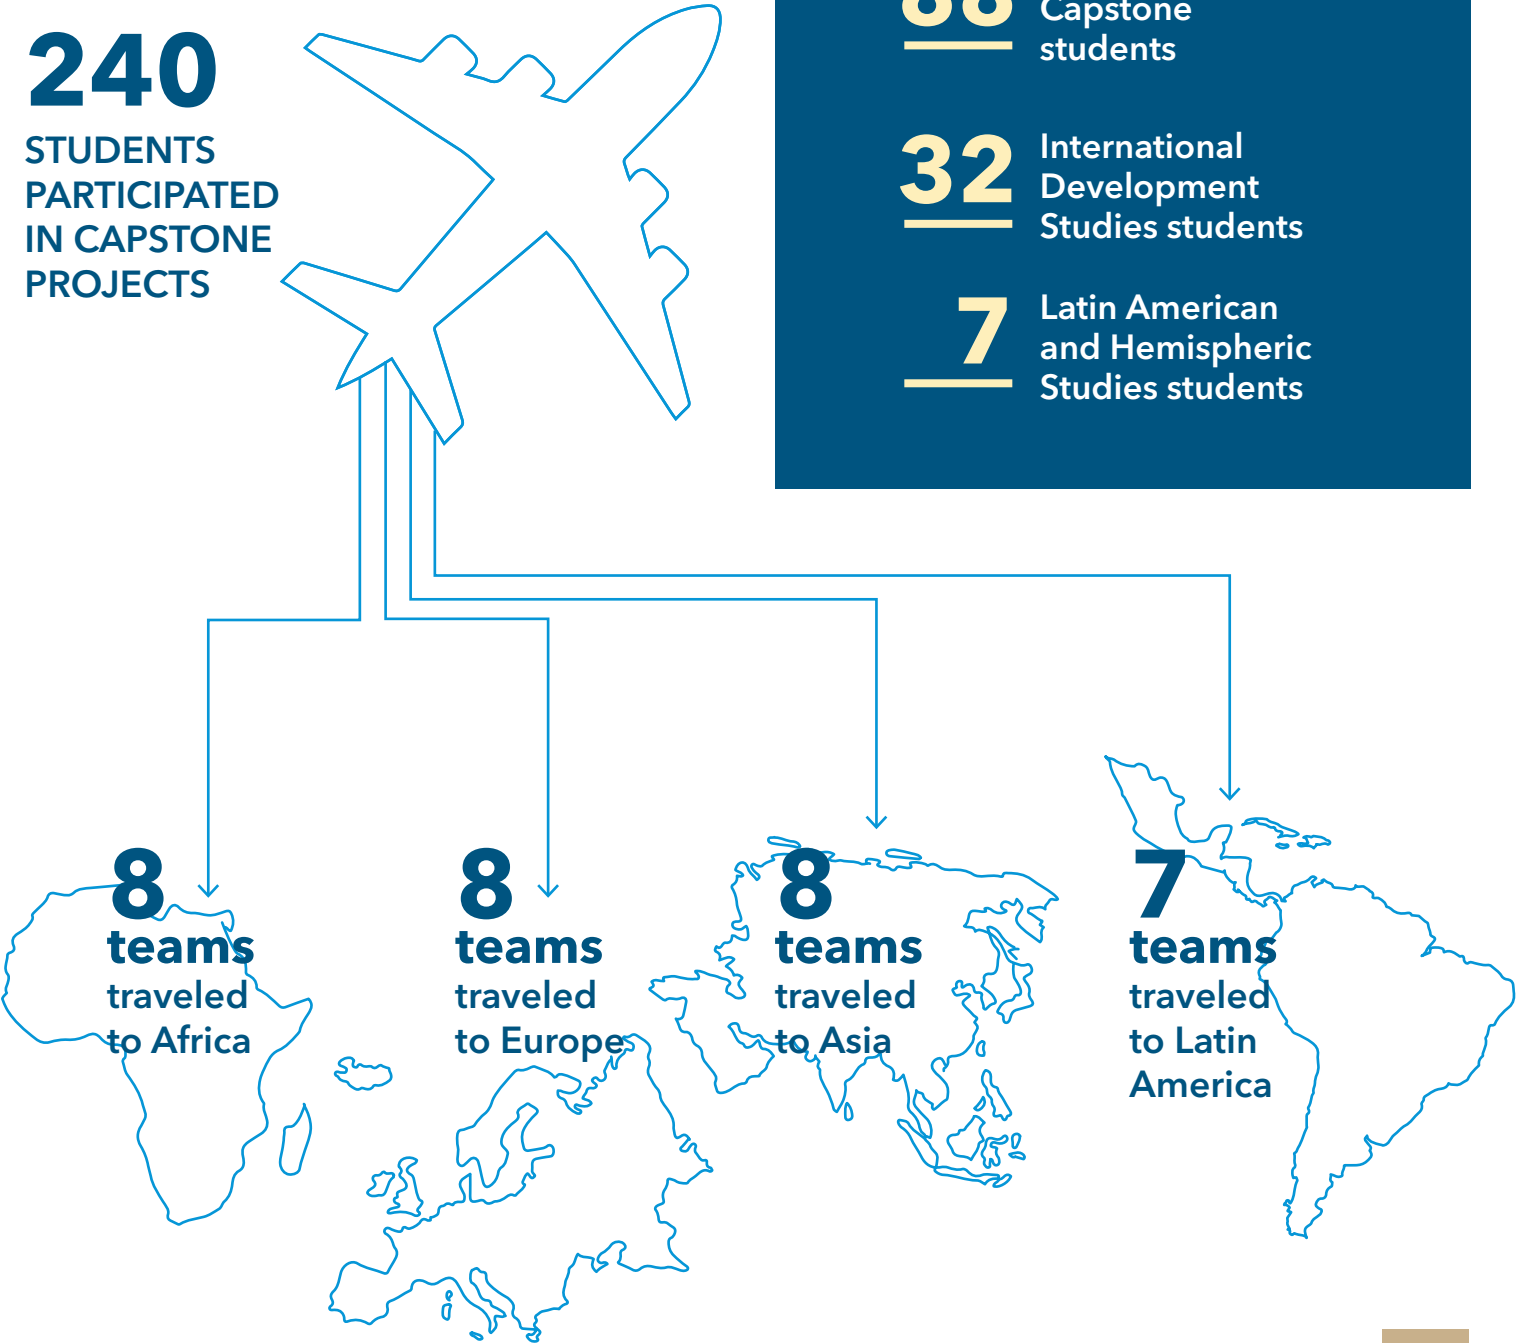 240
STUDENTS
PARTICIPATED
IN CAPSTONE
PROJECTS
Capstone
students
32
International
Development
Studies students
7
Latin American
and Hemispheric
Studies students
8
teams
traveled
to Africa
8
teams
traveled
to Europe
8
teams
traveled
to Asia
7
teams
traveled
to Latin
America